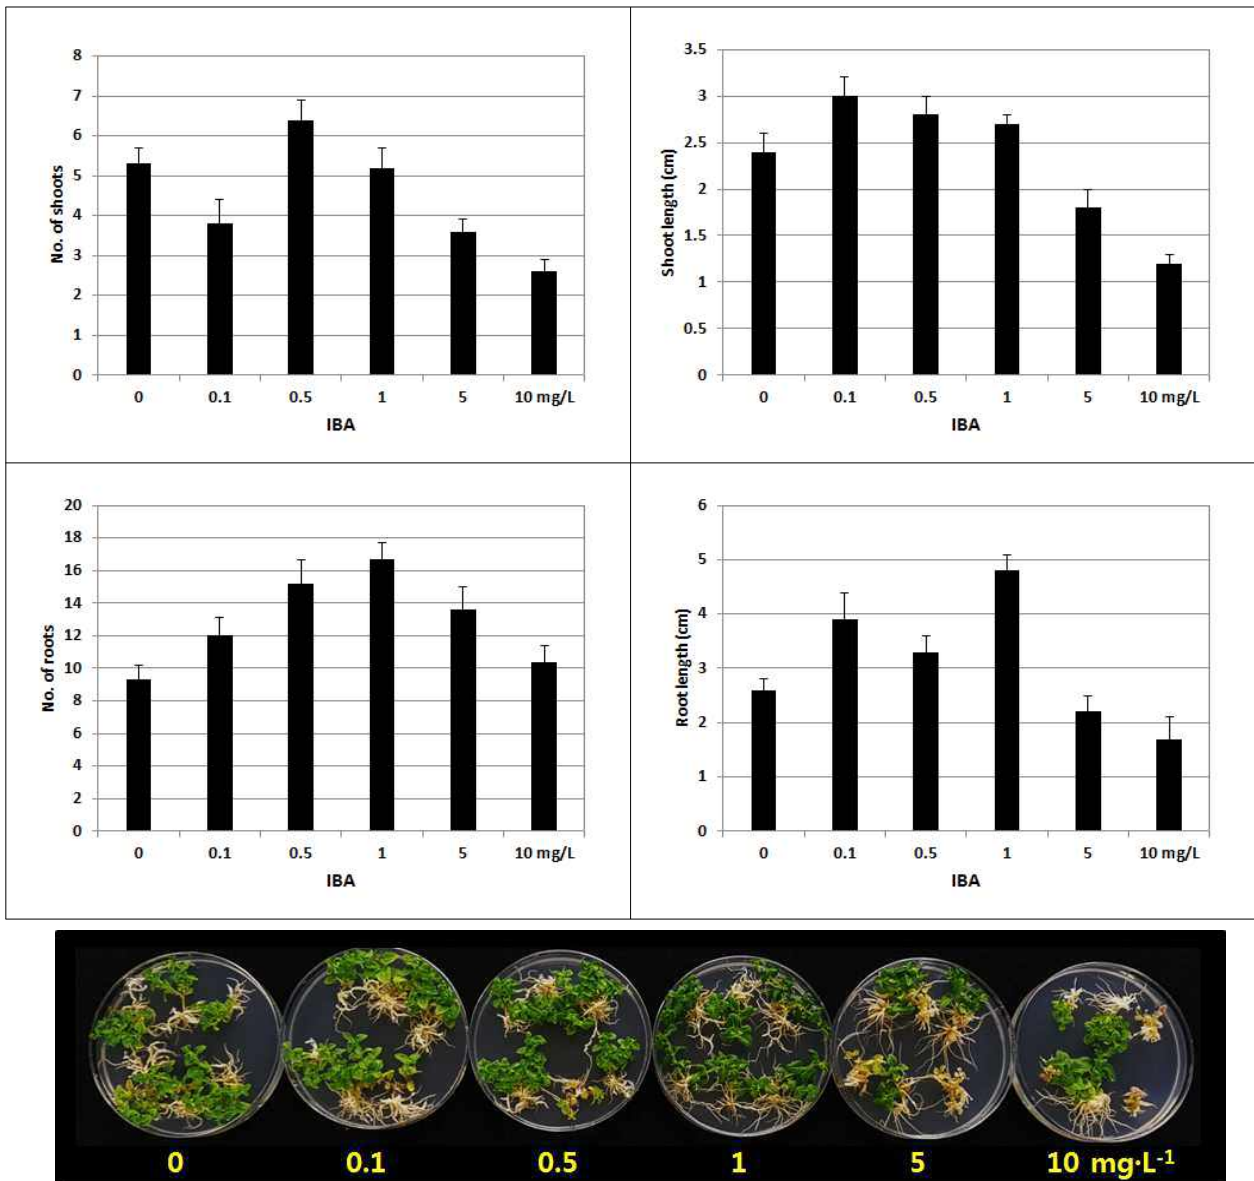 8
7
6
5
4
3
2
1
0
No. of shoots
0 0.1 0.5 1 5 10 mg/L
IBA
3.5
3
2.5
2
1.5
1
0.5
0
Shoot length (cm)
0 0.1 0.5 1 5 10 mg/L
IBA
20
18
16
14
12
10
8
6
4
2
0
No. of roots
0 0.1 0.5 1 5 10 mg/L
IBA
6
5
4
3
2
1
0
Root length (cm)
0 0.1 0.5 1 5 10 mg/L
IBA
0 0.1 0.5 1 5 10 mg·L⁻¹